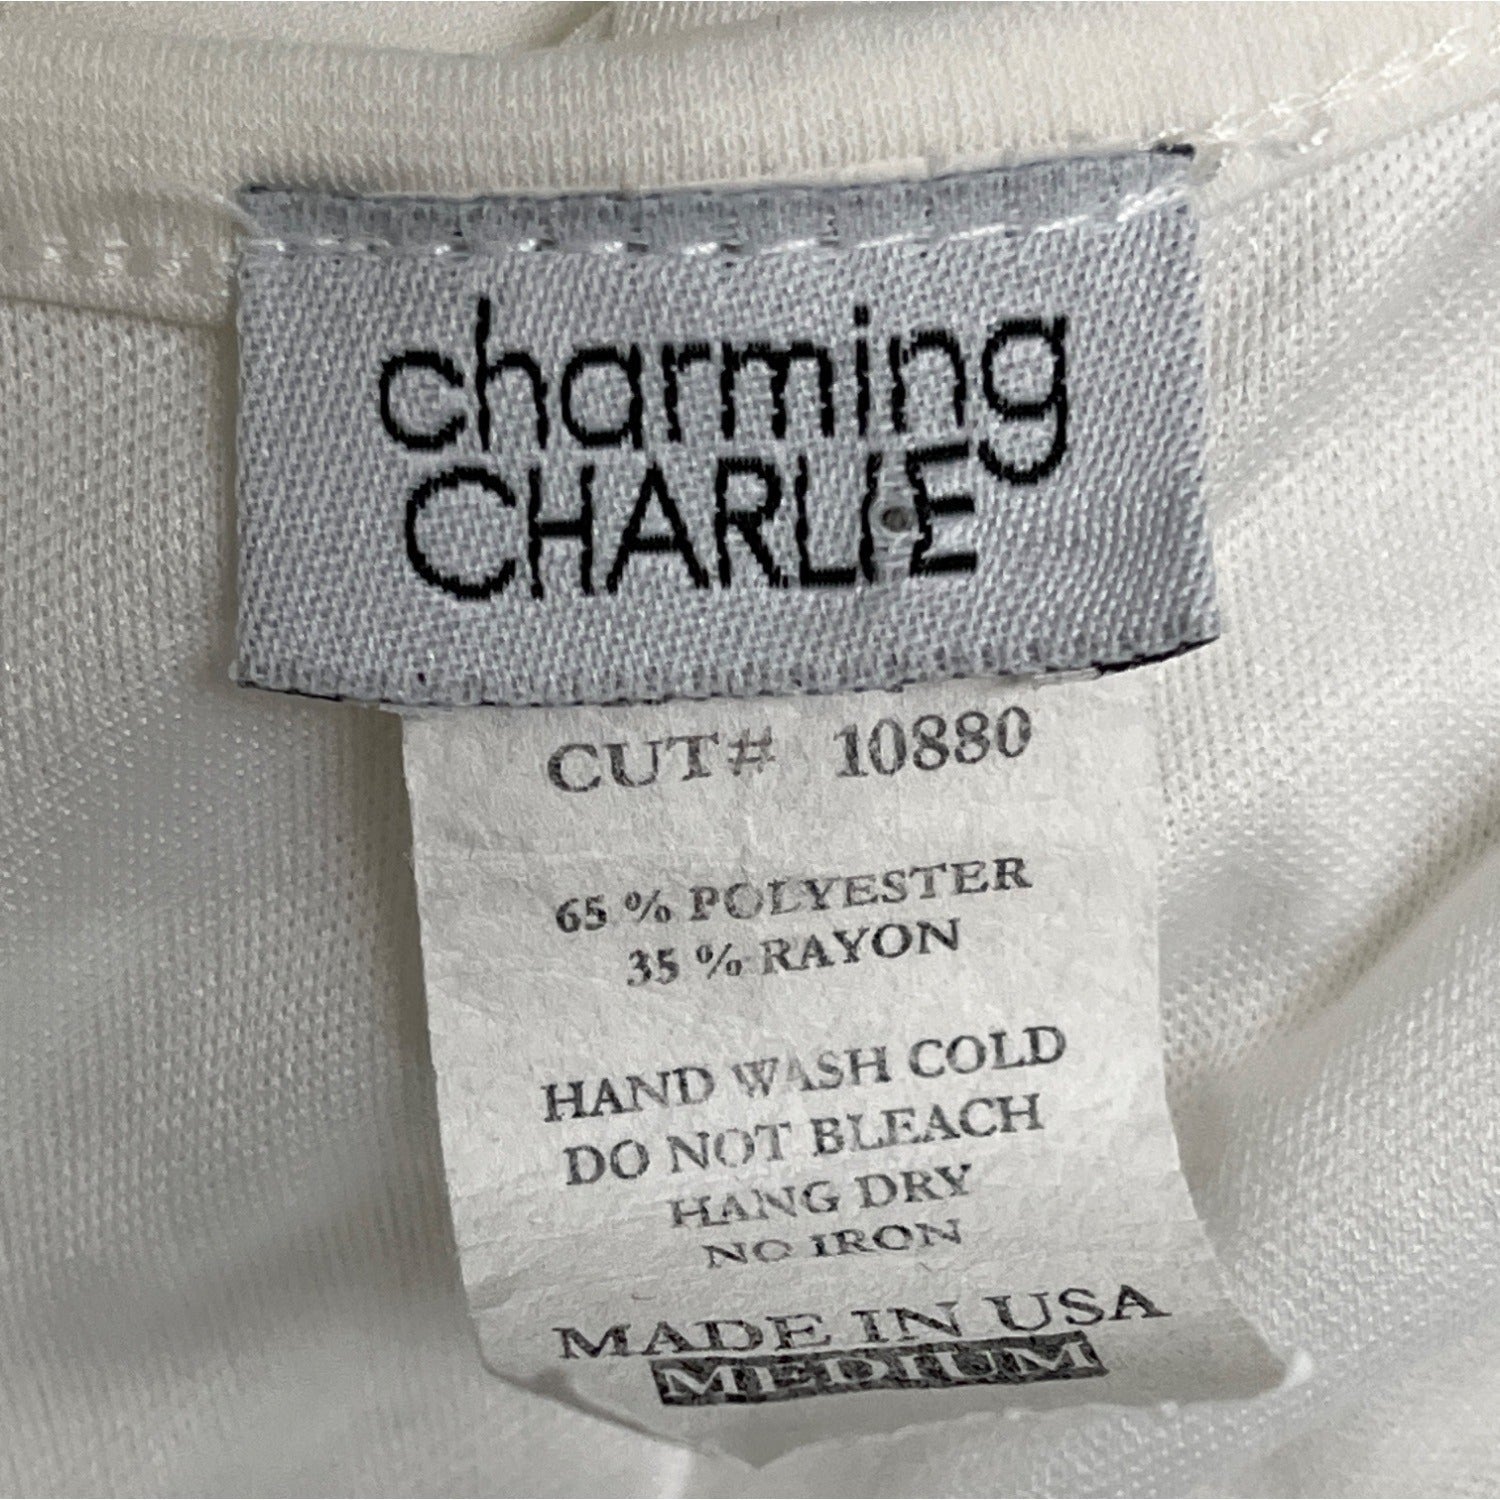 charming
CHARLIE
CUT# 10880
65 % POLYESTER
35 % RAYON
HAND WASH COLD
DO NOT BLEACH
HANG DRY
NO IRON
MADE IN USA
MEDIUM